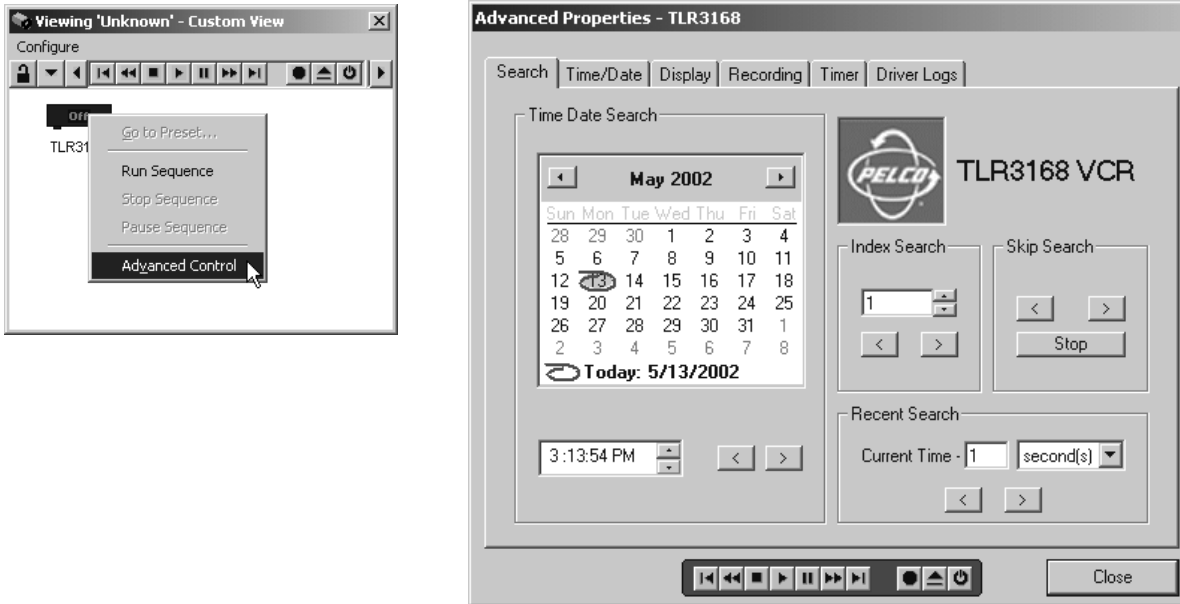 Viewing 'Unknown' - Custom View
Configure
Off
TLR31
Go to Preset...
Run Sequence
Stop Sequence
Pause Sequence
Advanced Control
Advanced Properties - TLR3168
Search Time/Date Display Recording Timer Driver Logs
Time Date Search
May 2002
Sun Mon Tue Wed Thu Fri Sat
28 29 30 1 2 3 4
5 6 7 8 9 10 11
12 13 14 15 16 17 18
19 20 21 22 23 24 25
26 27 28 29 30 31 1
2 3 4 5 6 7 8
Today: 5/13/2002
3:13:54 PM
< >
PELCO
TLR3168 VCR
Index Search
1
< >
Skip Search
< >
Stop
Recent Search
Current Time - 1 second(s)
< >
Close